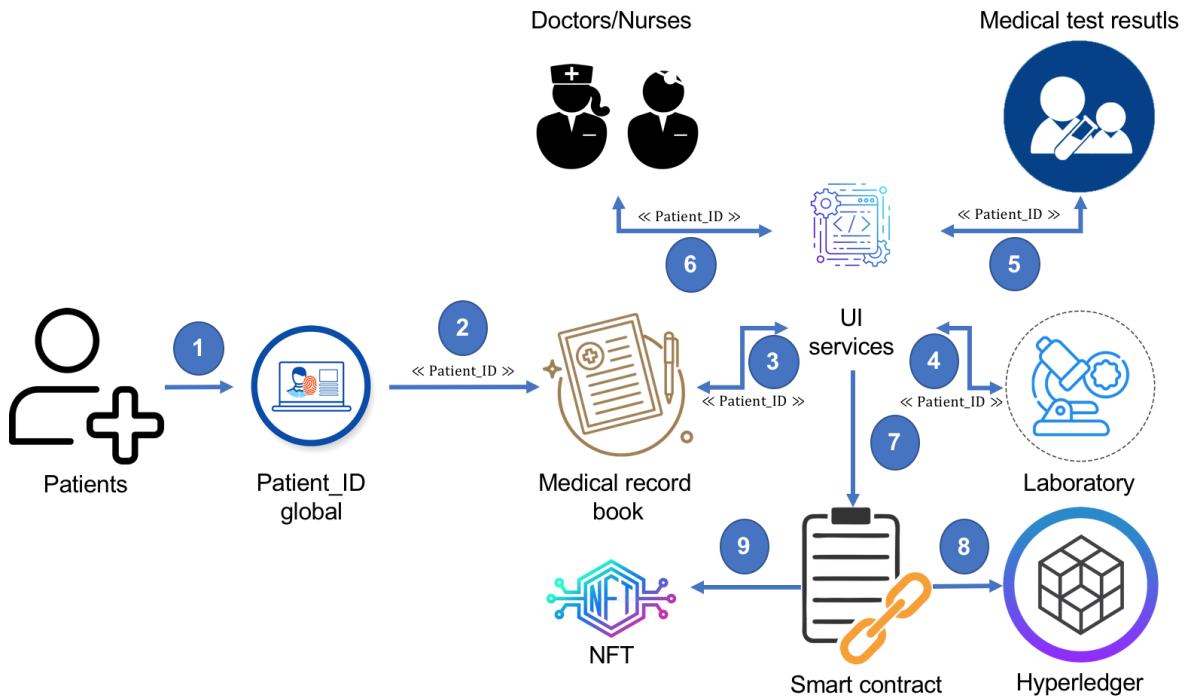 Doctors/Nurses
Medical test resutls
≪ Patient_ID ≫
≪ Patient_ID ≫
6
5
1
2
≪ Patient_ID ≫
UI
services
3
4
≪ Patient_ID ≫
≪ Patient_ID ≫
7
Patients
Patient_ID
global
Medical record
book
Laboratory
9
8
NFT
NFT
Smart contract
Hyperledger